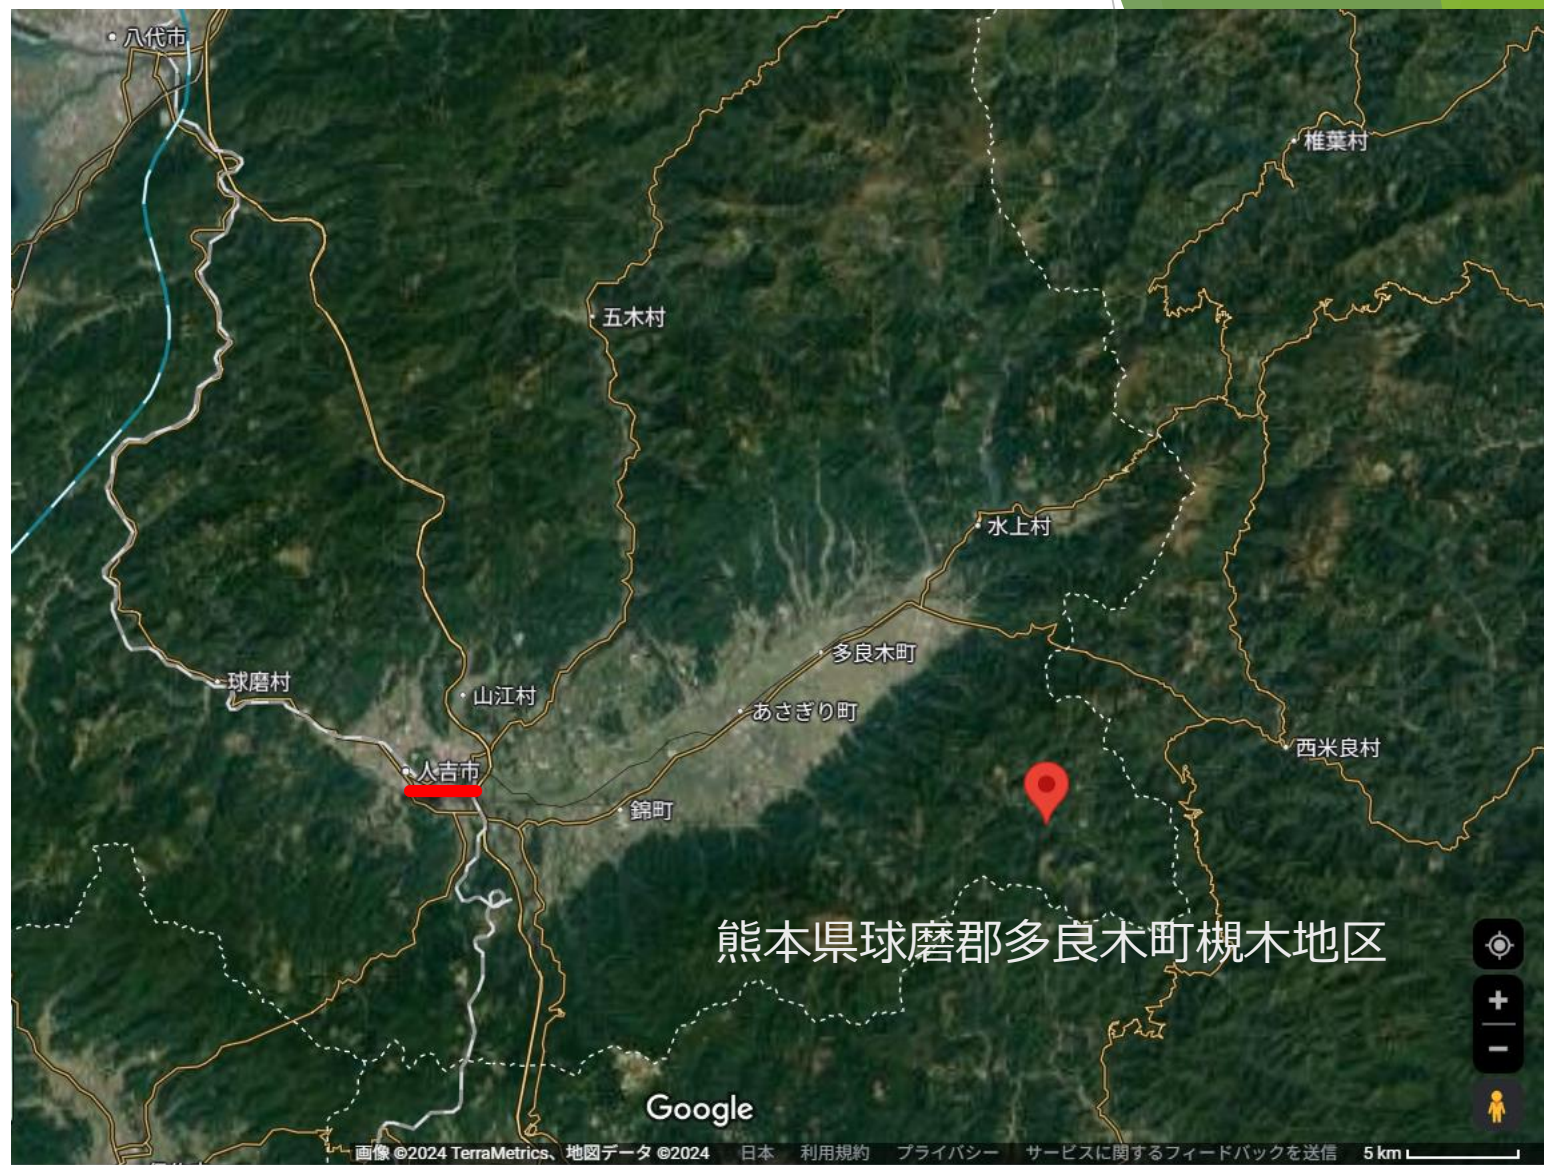 八代市
椎葉村
五木村
水上村
多良木町
球磨村
山江村
あさぎり町
西米良村
人吉市
錦町
熊本県球磨郡多良木町槻木地区
Google
画像 ©2024 TerraMetrics、地図データ ©2024 日本 利用規約 プライバシー サービスに関するフィードバックを送信 5 km